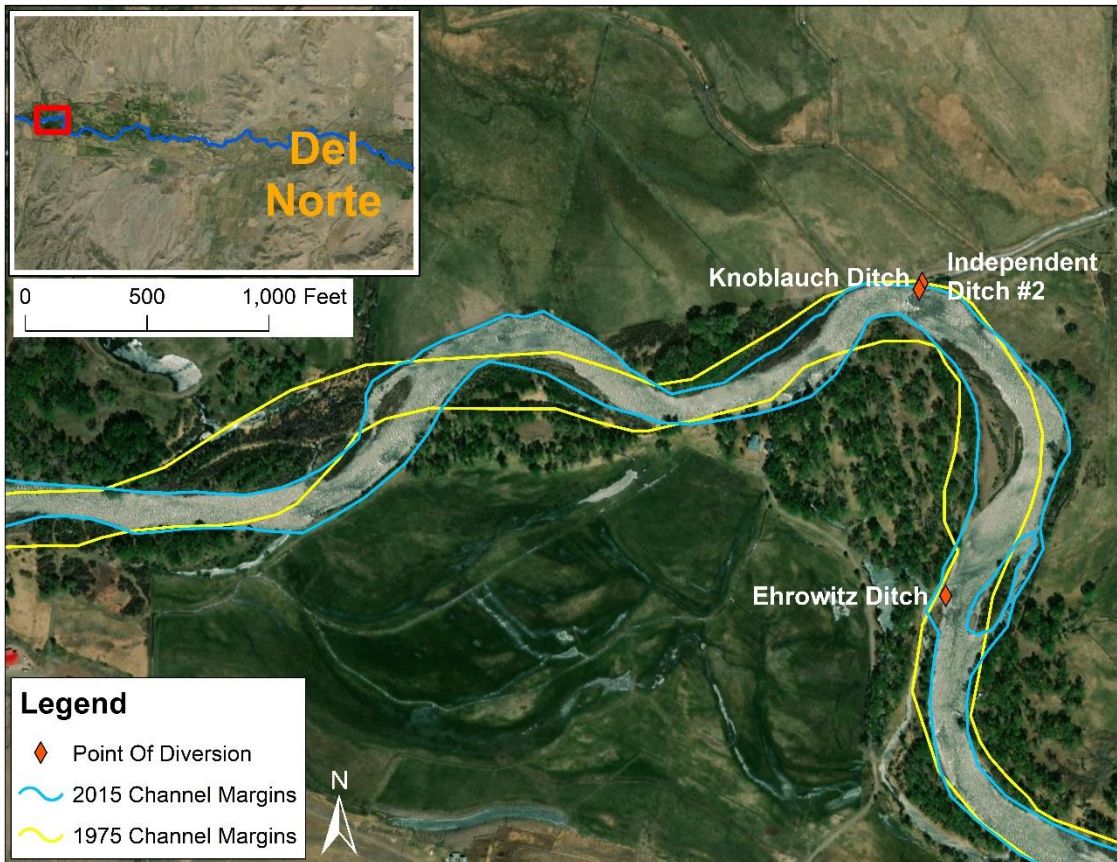 Del
Norte
0 500 1,000 Feet
Knoblauch Ditch
Independent
Ditch #2
Ehrowitz Ditch
Legend
Point Of Diversion
2015 Channel Margins
1975 Channel Margins
N